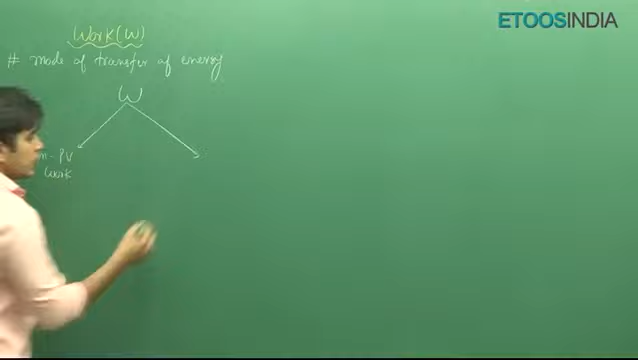 ETOOSINDIA
Work (W)
# mode of transfer of energy
W
PV
work